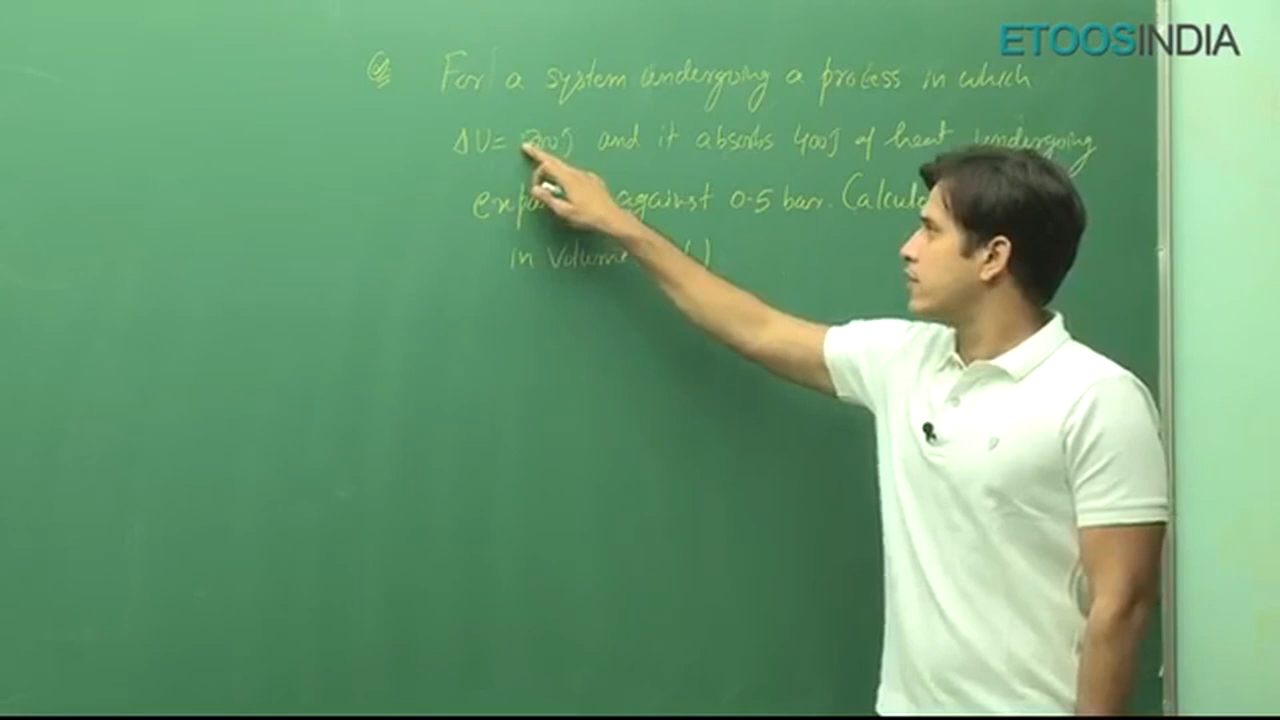 ETOOSINDIA
Q For a system undergoing a process in which
ΔU= and it absorbs 400J of heat undergoing
against 0.5 bar.
in volume